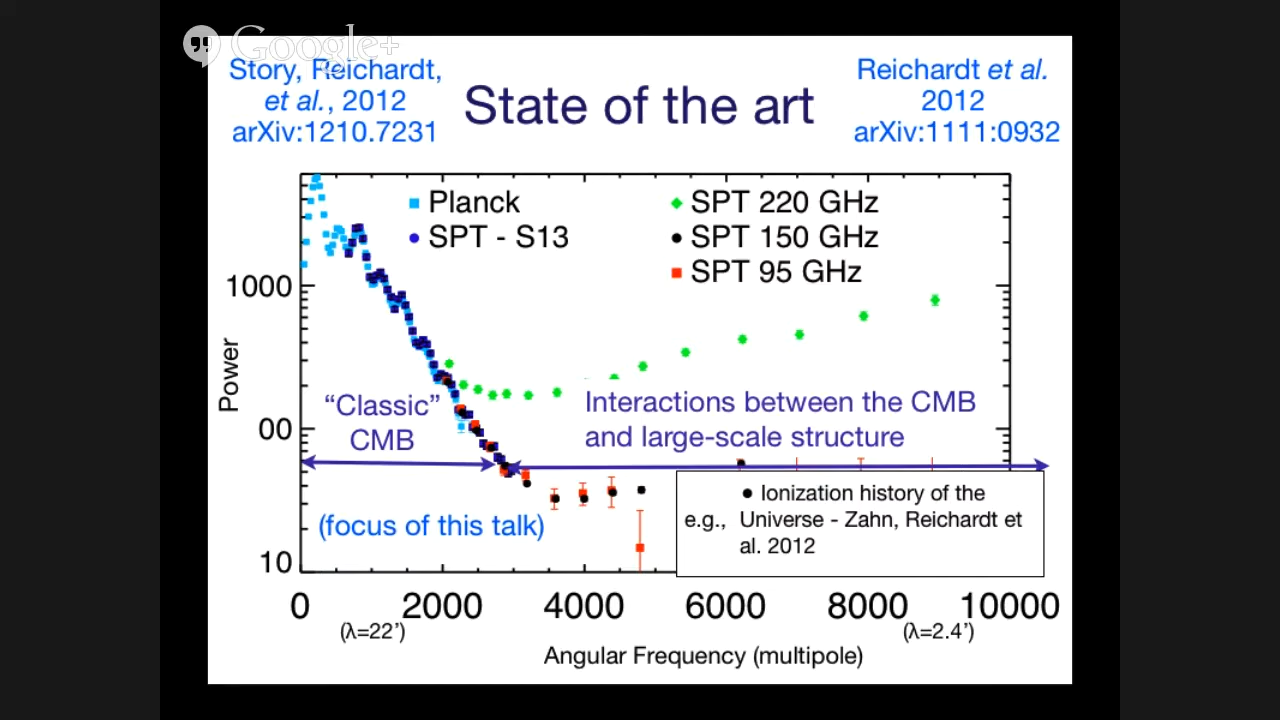 Google+
Story, Reichardt,
et al., 2012
arXiv:1210.7231
State of the art
Reichardt et al.
2012
arXiv:1111:0932
Planck
SPT - S13
SPT 220 GHz
SPT 150 GHz
SPT 95 GHz
1000
00
10
Power
“Classic”
CMB
Interactions between the CMB
and large-scale structure
(focus of this talk)
e.g.,
● Ionization history of the
Universe - Zahn, Reichardt et
al. 2012
0 2000 4000 6000 8000 10000
(λ=22’) (λ=2.4’)
Angular Frequency (multipole)